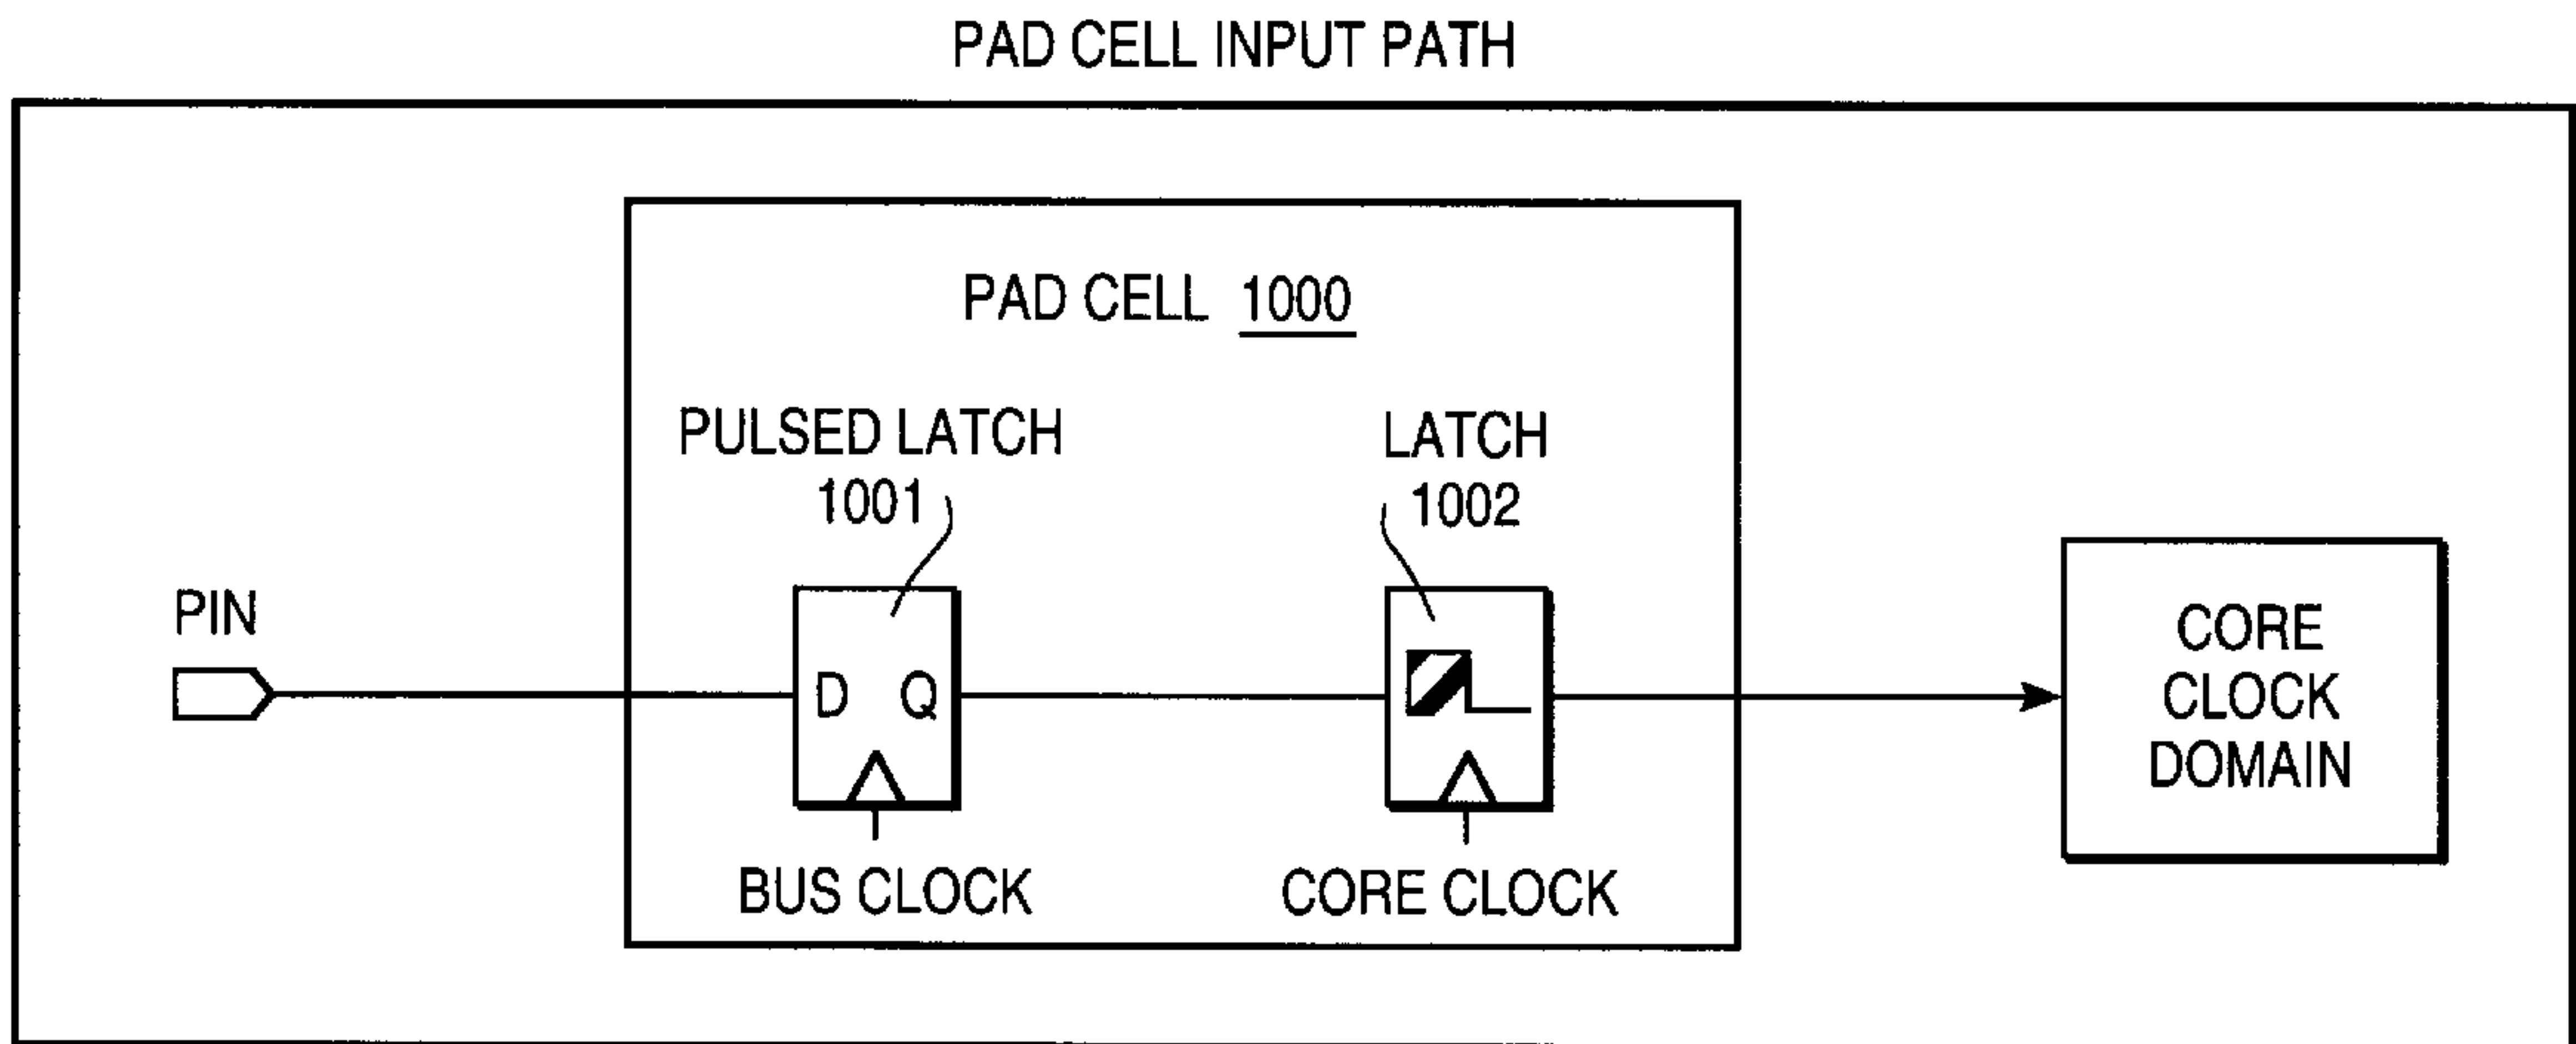 PAD CELL INPUT PATH
PAD CELL 1000
PULSED LATCH
1001
LATCH
1002
PIN
D Q
CORE
CLOCK
DOMAIN
BUS CLOCK
CORE CLOCK